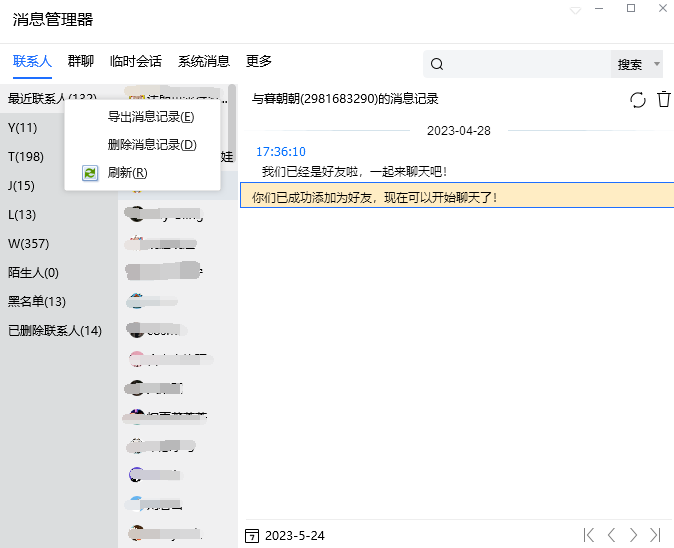 消息管理器
联系人 群聊 临时会话 系统消息 更多
搜索
最近联系人(132)
Y(11)
T(198)
J(15)
L(13)
W(357)
陌生人(0)
黑名单(13)
已删除联系人(14)
导出消息记录(E)
删除消息记录(D)
刷新(R)
娃
与暮朝朝(2981683290)的消息记录
2023-04-28
17:36:10
我们已经是好友啦，一起来聊天吧！
你们已成功添加为好友，现在可以开始聊天了！
7 2023-5-24